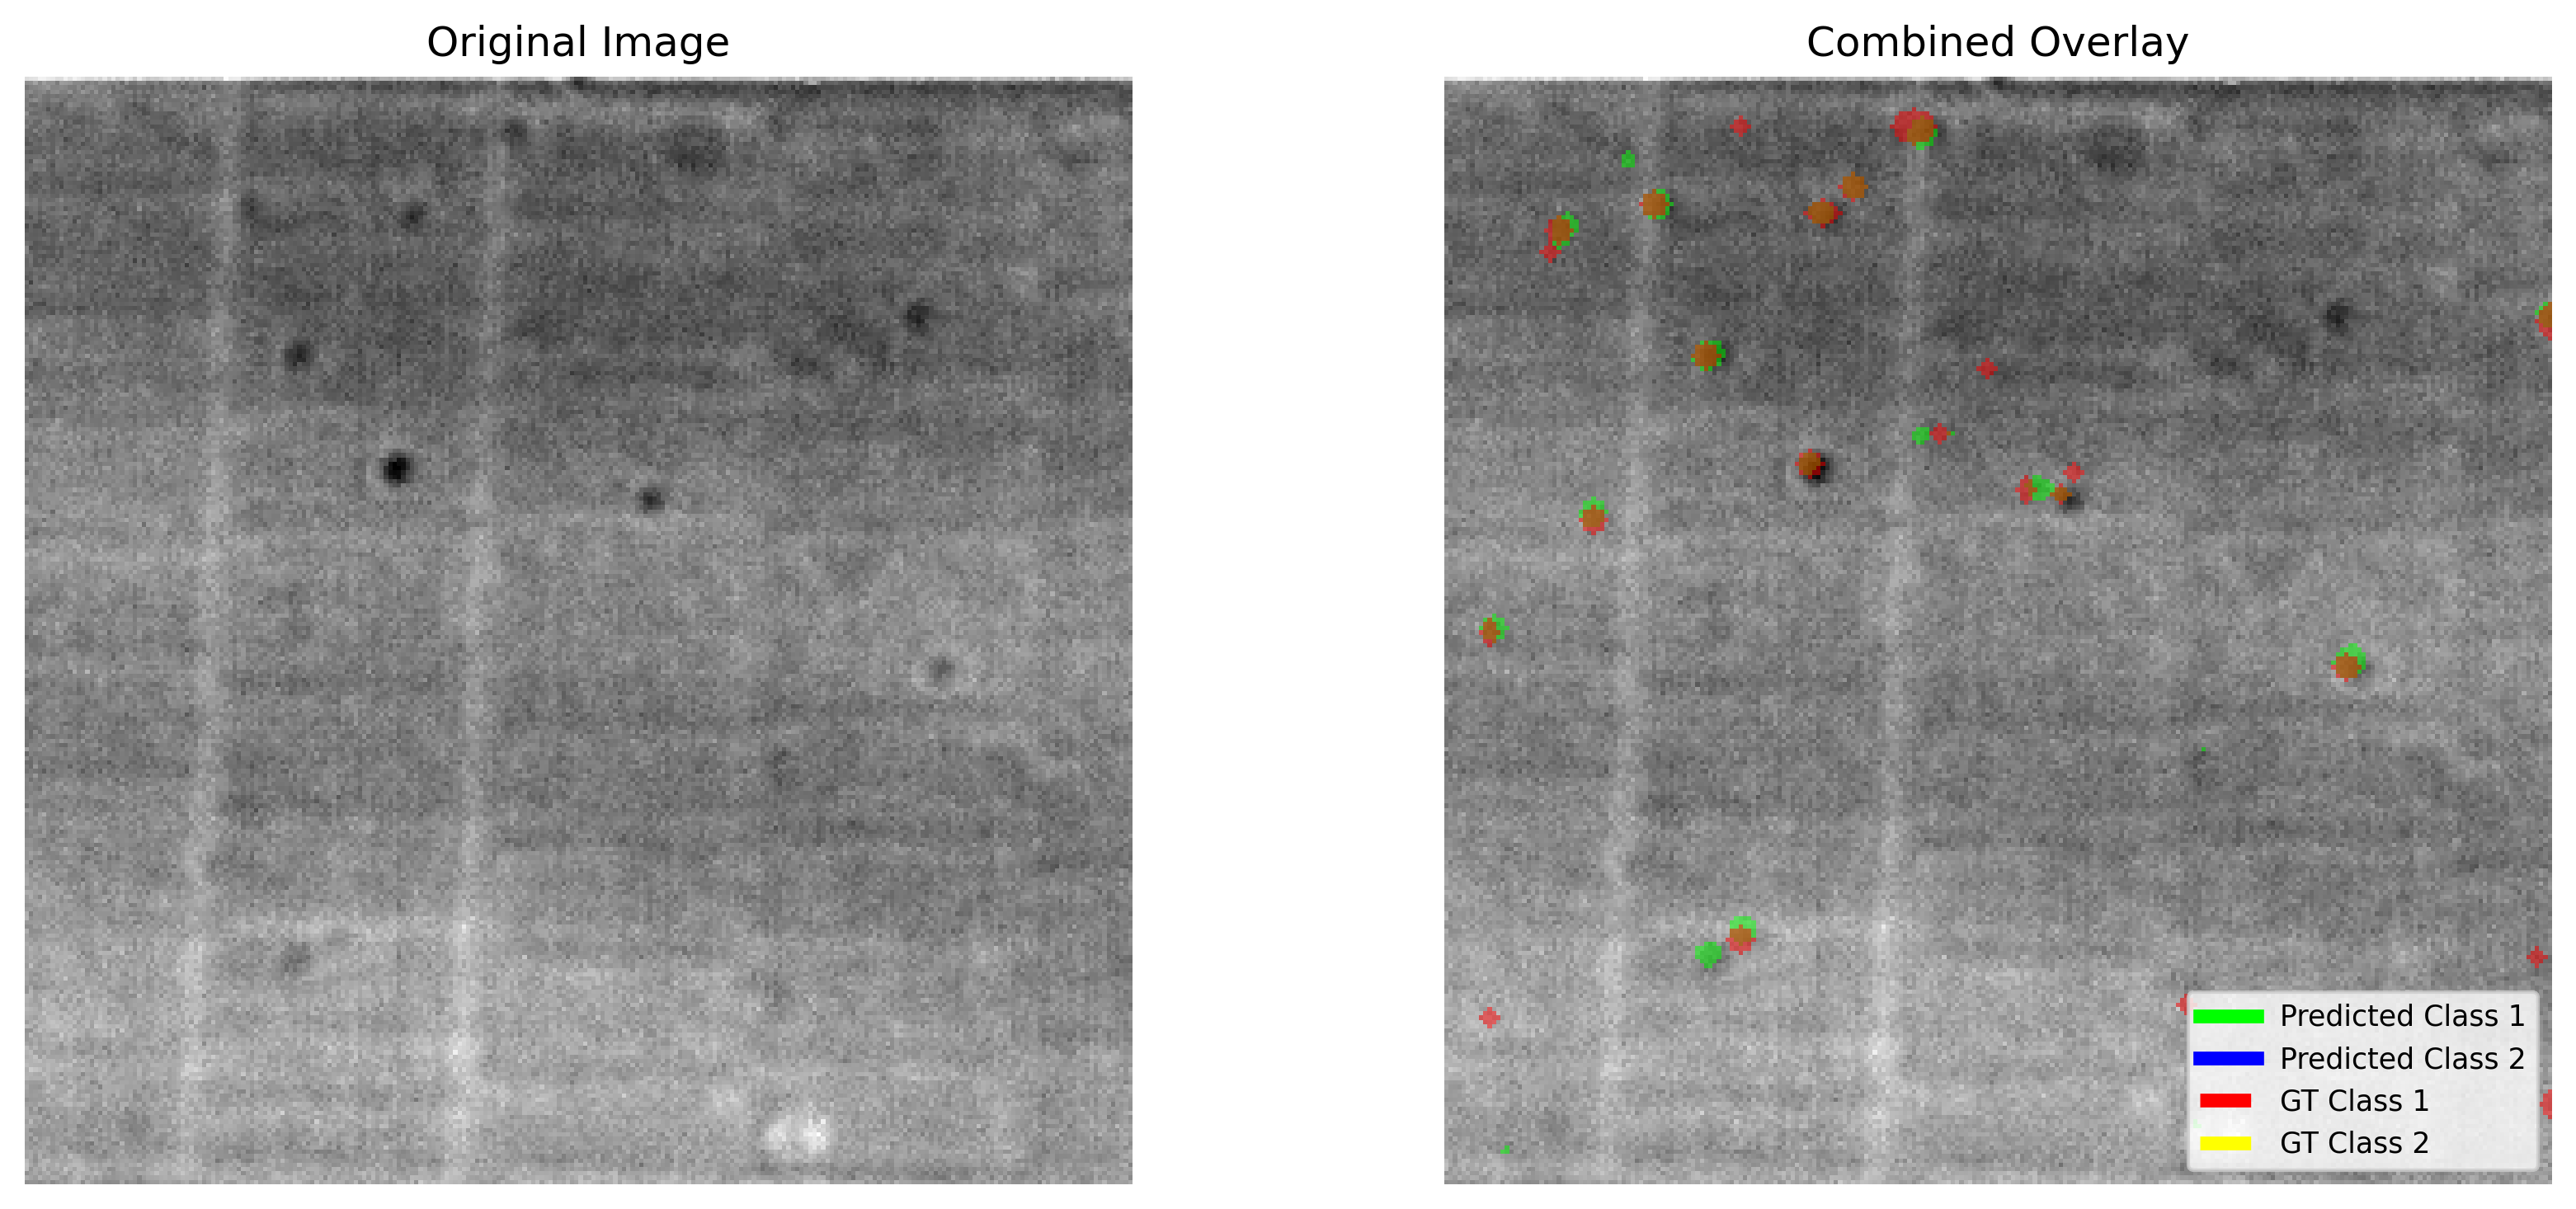 Original Image
Combined Overlay
Predicted Class 1
Predicted Class 2
GT Class 1
GT Class 2